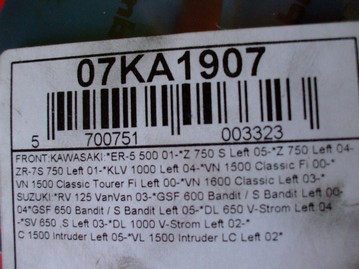 07KA1907
5 700751 003323
FRONT:KAWASAKI:*ER-5 500 01-*Z 750 S Left 05-*Z 750 Left 04-
ZR-7S 750 Left 01-*KLV 1000 Left 04-*VN 1500 Classic Fi 00-*
VN 1500 Classic Tourer Fi Left 00-*VN 1600 Classic Left 03-*
SUZUKI:*RV 125 VanVan 03-*GSF 600 Bandit / S Bandit Left 00-
04*GSF 650 Bandit / S Bandit Left 05-*DL 650 V-Strom Left 04
-*SV 650 ,S Left 03-*DL 1000 V-Strom Left 02-*
C 1500 Intruder Left 05-*VL 1500 Intruder LC Left 02*